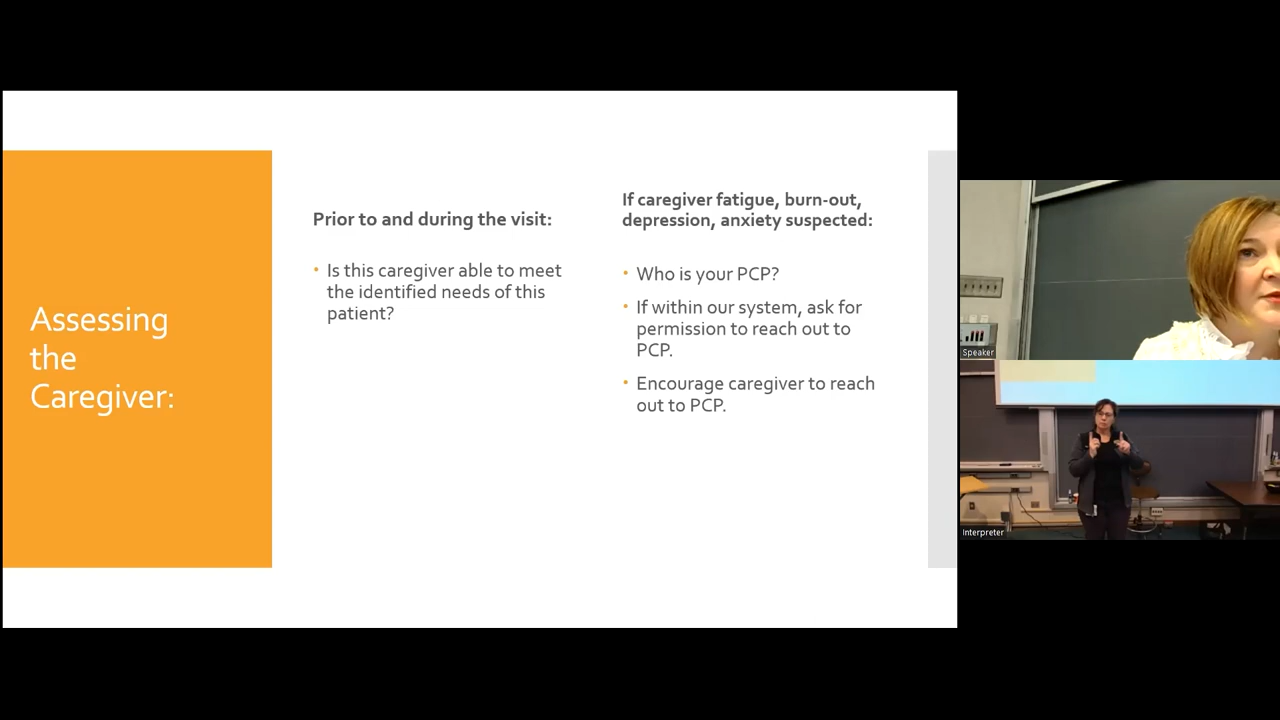 Assessing
the
Caregiver:
Prior to and during the visit:
• Is this caregiver able to meet
the identified needs of this
patient?
If caregiver fatigue, burn-out,
depression, anxiety suspected:
• Who is your PCP?
• If within our system, ask for
permission to reach out to
PCP.
• Encourage caregiver to reach
out to PCP.
Speaker
Interpreter